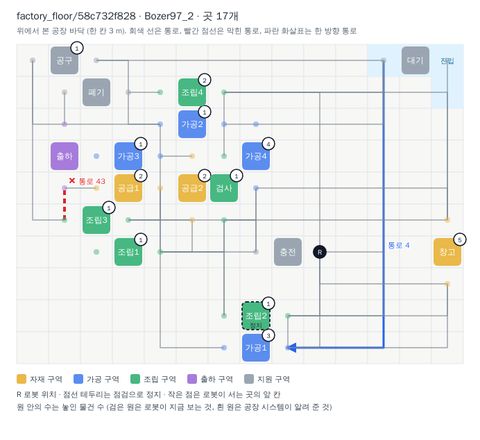 factory_floor/58c732f828 · Bozer97_2 · 곳 17개
위에서 본 공장 바닥 (한 칸 3 m). 회색 선은 통로, 빨간 점선은 막힌 통로, 파란 화살표는 한 방향 통로
공구 1
대기
진입
폐기
조립4 2
가공2 1
출하
가공3 1
가공4 4
✕ 통로 43
공급1 2
공급2 2
검사 1
조립3 1
조립1 1
충전
R
통로 4
창고 5
조립2 1
정지
가공1 3
자재 구역
가공 구역
조립 구역
출하 구역
지원 구역
R 로봇 위치 · 점선 테두리는 점검으로 정지 · 작은 점은 로봇이 서는 곳의 앞 칸
원 안의 수는 놓인 물건 수 (검은 원은 로봇이 지금 보는 것, 흰 원은 공장 시스템이 알려 준 것)